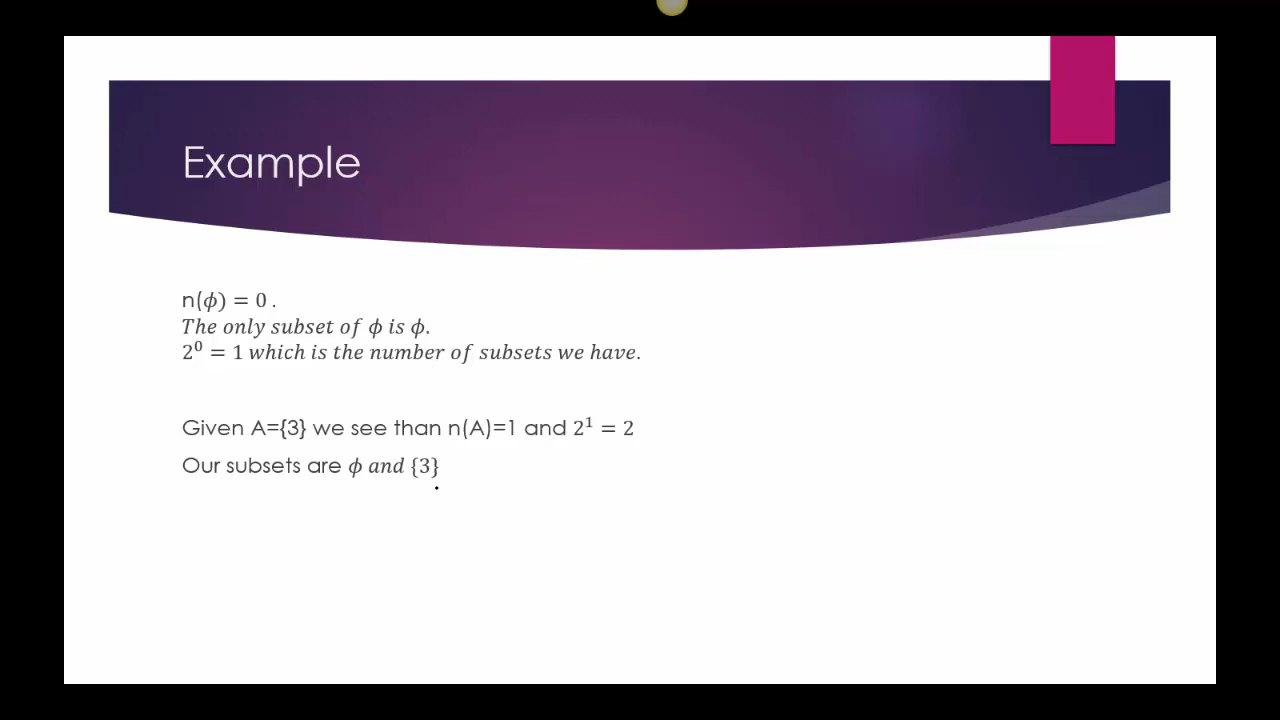 Example
n(𝜙) = 0 .
The only subset of 𝜙 is 𝜙.
2⁰ = 1 which is the number of subsets we have.
Given A={3} we see than n(A)=1 and 2¹ = 2
Our subsets are 𝜙 and {3}